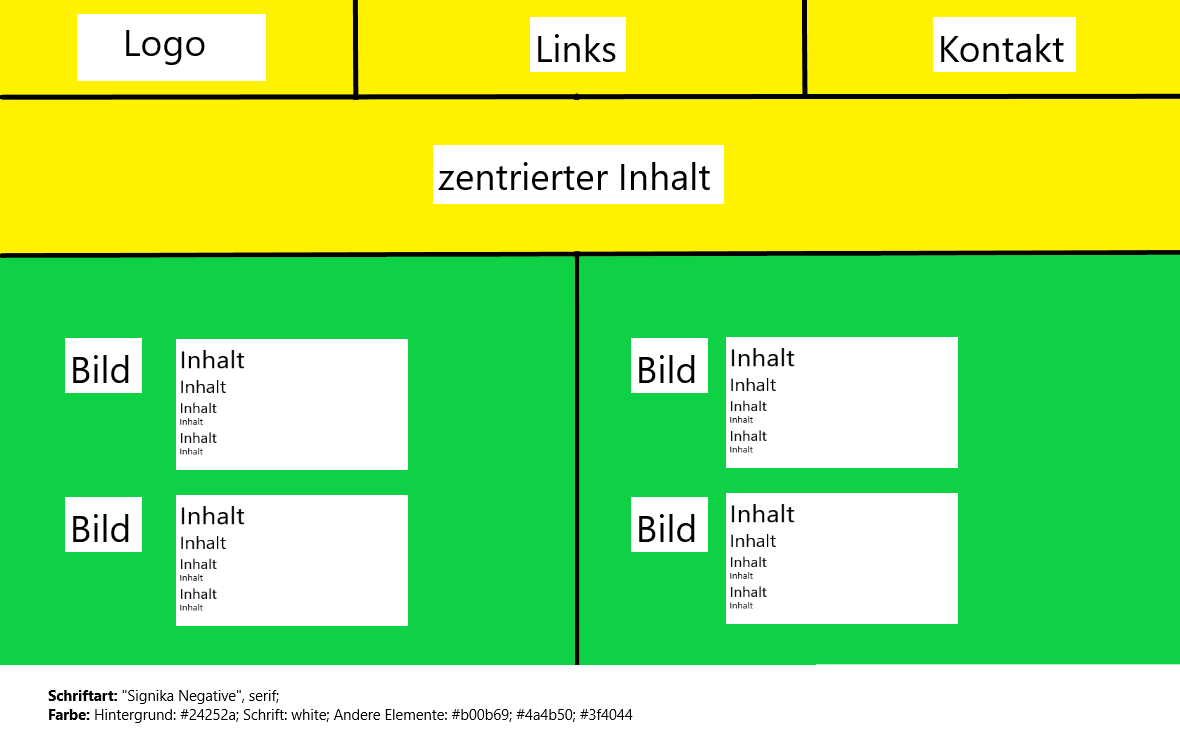 Logo
Links
Kontakt
zentrierter Inhalt
Bild
Inhalt
Inhalt
Inhalt
Inhalt
Inhalt
Inhalt
Bild
Inhalt
Inhalt
Inhalt
Inhalt
Inhalt
Inhalt
Bild
Inhalt
Inhalt
Inhalt
Inhalt
Inhalt
Inhalt
Bild
Inhalt
Inhalt
Inhalt
Inhalt
Inhalt
Inhalt
Schriftart: "Signika Negative", serif;
Farbe: Hintergrund: #24252a; Schrift: white; Andere Elemente: #b00b69; #4a4b50; #3f4044